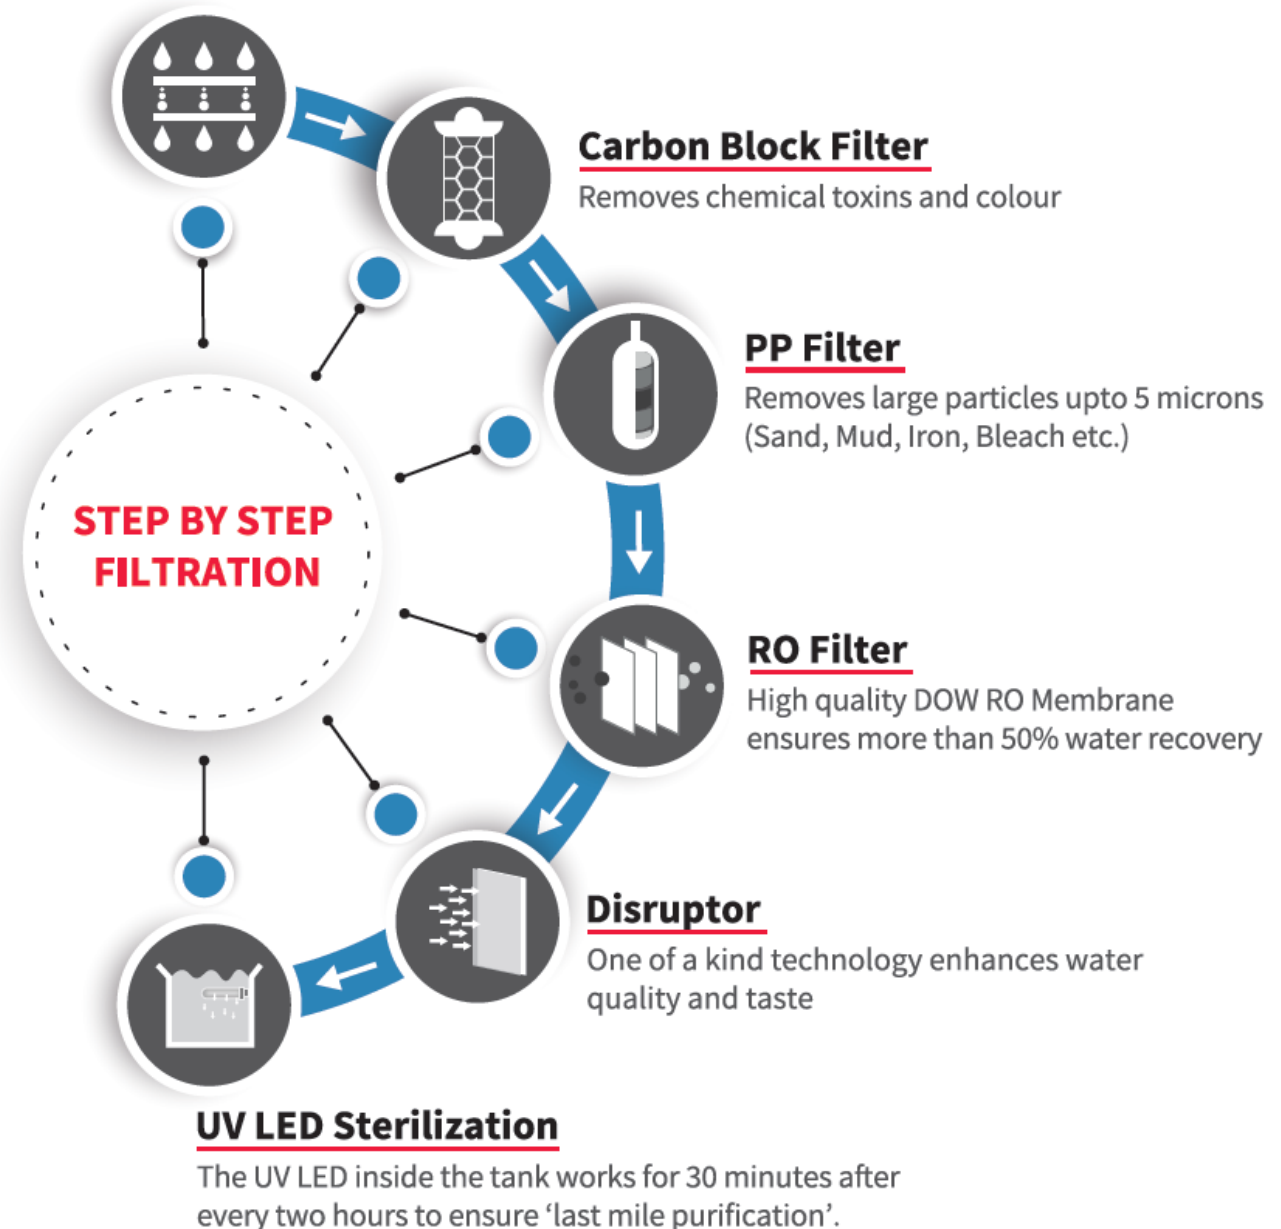 Carbon Block Filter
Removes chemical toxins and colour
PP Filter
Removes large particles upto 5 microns
(Sand, Mud, Iron, Bleach etc.)
STEP BY STEP
FILTRATION
RO Filter
High quality DOW RO Membrane
ensures more than 50% water recovery
Disruptor
One of a kind technology enhances water
quality and taste
UV LED Sterilization
The UV LED inside the tank works for 30 minutes after
every two hours to ensure ‘last mile purification’.